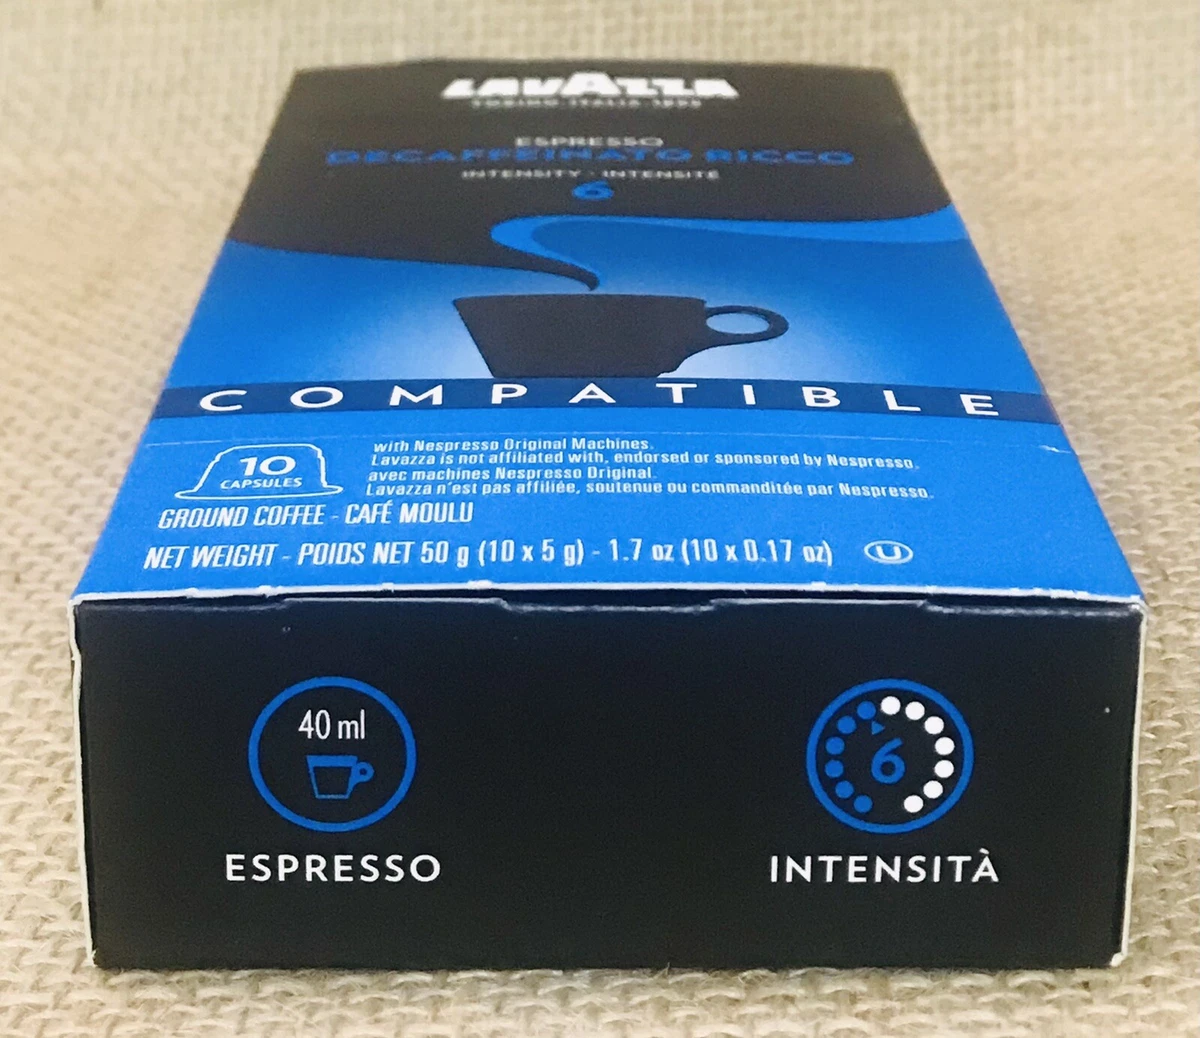 LAVAZZA
TORINO, ITALIA, 1895
ESPRESSO
DECAFFEINATO RICCO
INTENSITY - INTENSITÉ
6
COMPATIBLE
10
CAPSULES
with Nespresso Original Machines.
Lavazza is not affiliated with, endorsed or sponsored by Nespresso.
avec machines Nespresso Original.
Lavazza n'est pas affiliée, soutenue ou commanditée par Nespresso.
GROUND COFFEE - CAFÉ MOULU
NET WEIGHT - POIDS NET 50 g (10 x 5 g) - 1.7 oz (10 x 0.17 oz) U
40 ml
ESPRESSO
6
INTENSITÀ